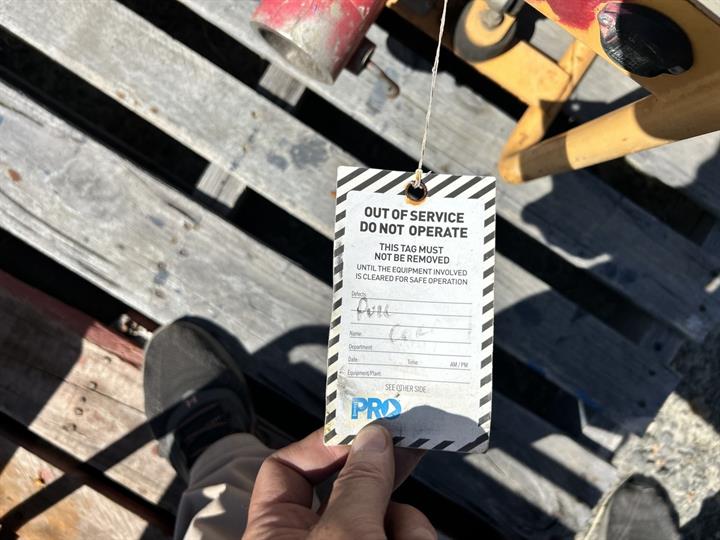 OUT OF SERVICE
DO NOT OPERATE
THIS TAG MUST
NOT BE REMOVED
UNTIL THE EQUIPMENT INVOLVED
IS CLEARED FOR SAFE OPERATION
Defects:
Name:
Department:
Date: Time: AM / PM
Equipment/Plant:
SEE OTHER SIDE
PRO